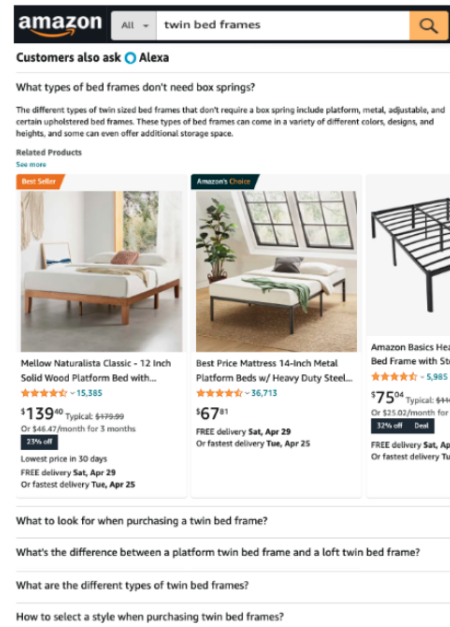 amazon
All
twin bed frames
Customers also ask Alexa
What types of bed frames don't need box springs?
The different types of twin sized bed frames that don't require a box spring include platform, metal, adjustable, and
certain upholstered bed frames. These types of bed frames can come in a variety of different colors, designs, and
heights, and some can even offer additional storage space.
Related Products
See more
Best Seller
Mellow Naturalista Classic - 12 Inch
Solid Wood Platform Bed with...
15,385
$139⁴⁰ Typical: $179.99
Or $46.47/month for 3 months
23% off
Lowest price in 30 days
FREE delivery Sat, Apr 29
Or fastest delivery Tue, Apr 25
Amazon's Choice
Best Price Mattress 14-Inch Metal
Platform Beds w/ Heavy Duty Steel...
36,713
$67⁸¹
FREE delivery Sat, Apr 29
Or fastest delivery Tue, Apr 25
Amazon Basics Hea
Bed Frame with St
5,985
$75⁰⁴ Typical: $11
Or $25.02/month for
32% off Deal
FREE delivery Sat, Ap
Or fastest delivery Tu
What to look for when purchasing a twin bed frame?
What's the difference between a platform twin bed frame and a loft twin bed frame?
What are the different types of twin bed frames?
How to select a style when purchasing twin bed frames?